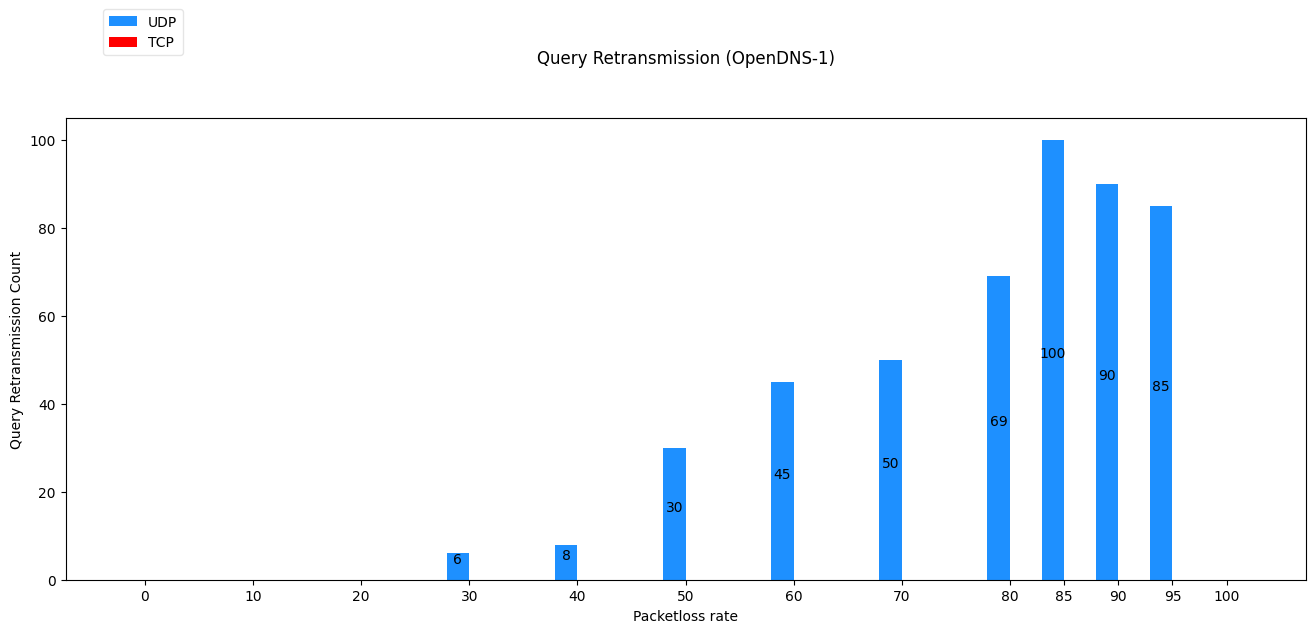 UDP
TCP
Query Retransmission (OpenDNS-1)
Query Retransmission Count
100
80
60
40
20
0
6
8
30
45
50
69
100
90
85
0 10 20 30 40 50 60 70 80 85 90 95 100
Packetloss rate